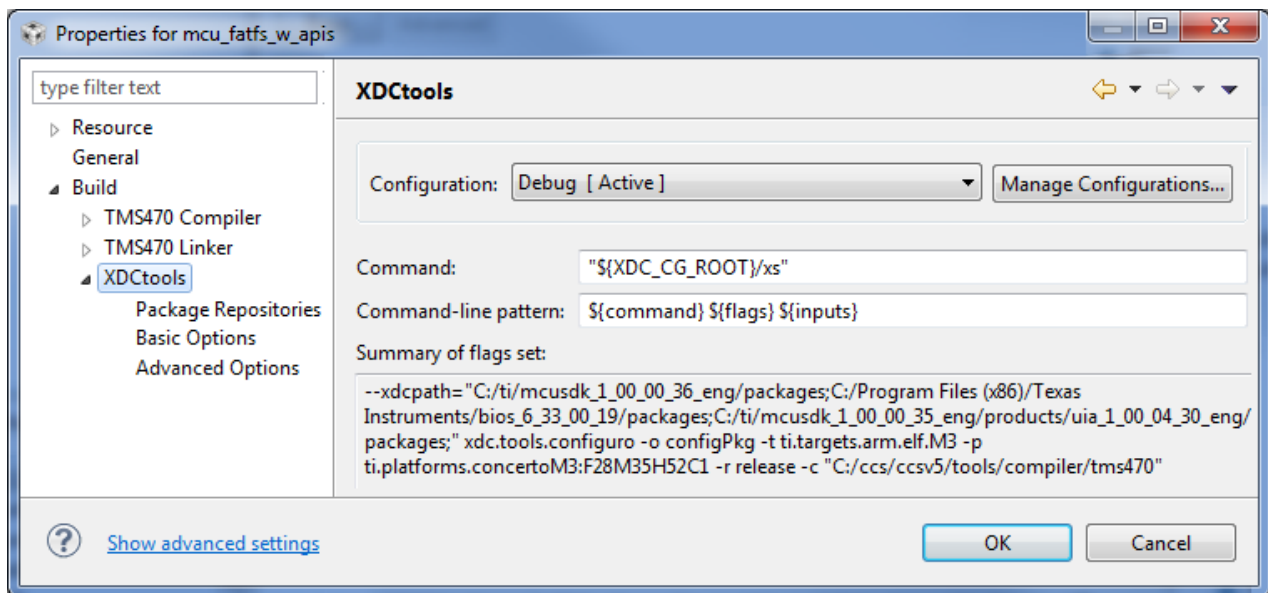 Properties for mcu_fatfs_w_apis
type filter text
Resource
General
Build
TMS470 Compiler
TMS470 Linker
XDCtools
Package Repositories
Basic Options
Advanced Options
XDCtools
Configuration: Debug [ Active ] Manage Configurations...
Command: "${XDC_CG_ROOT}/xs"
Command-line pattern: ${command} ${flags} ${inputs}
Summary of flags set:
--xdcpath="C:/ti/mcusdk_1_00_00_36_eng/packages;C:/Program Files (x86)/Texas
Instruments/bios_6_33_00_19/packages;C:/ti/mcusdk_1_00_00_35_eng/products/uia_1_00_04_30_eng/
packages;" xdc.tools.configuro -o configPkg -t ti.targets.arm.elf.M3 -p
ti.platforms.concertoM3:F28M35H52C1 -r release -c "C:/ccs/ccsv5/tools/compiler/tms470"
Show advanced settings
OK Cancel